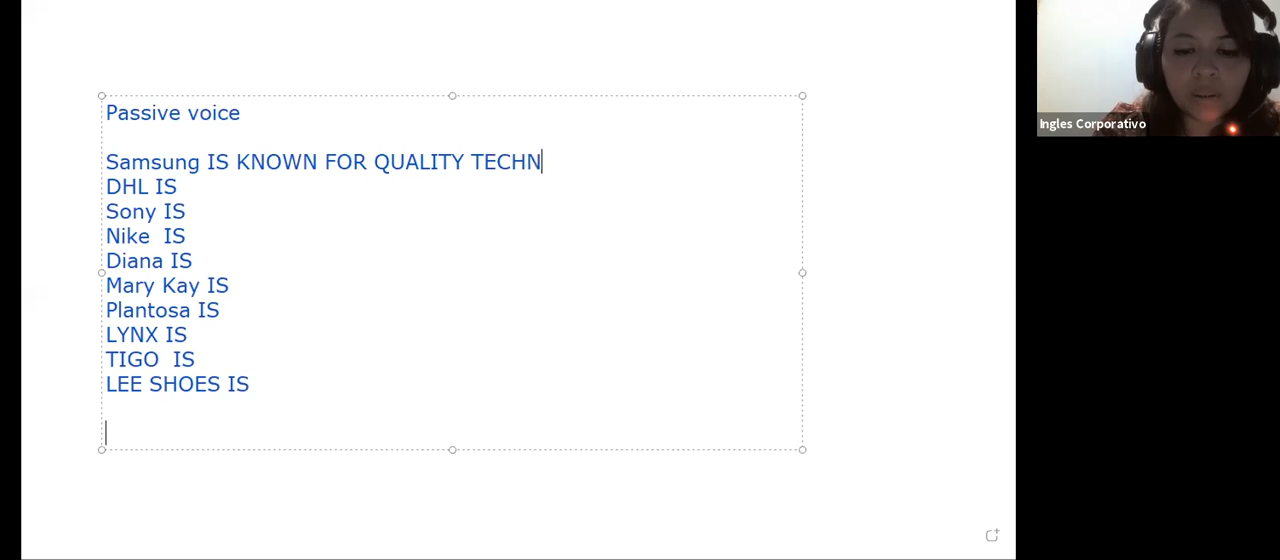 Passive voice
Samsung IS KNOWN FOR QUALITY TECHN
DHL IS
Sony IS
Nike  IS
Diana IS
Mary Kay IS
Plantosa IS
LYNX IS
TIGO  IS
LEE SHOES IS
Ingles Corporativo